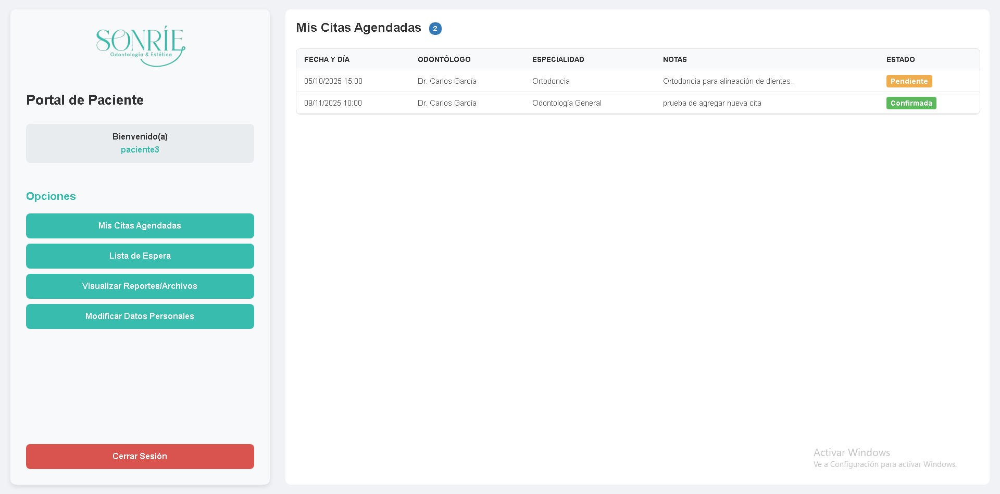 SONRÍE
Odontología & Estética
Portal de Paciente
Bienvenido(a)
paciente3
Opciones
Mis Citas Agendadas
Lista de Espera
Visualizar Reportes/Archivos
Modificar Datos Personales
Cerrar Sesión
Mis Citas Agendadas 2
FECHA Y DÍA ODONTÓLOGO ESPECIALIDAD NOTAS ESTADO
05/10/2025 15:00 Dr. Carlos García Ortodoncia Ortodoncia para alineación de dientes. Pendiente
09/11/2025 10:00 Dr. Carlos García Odontología General prueba de agregar nueva cita Confirmada
Activar Windows
Ve a Configuración para activar Windows.